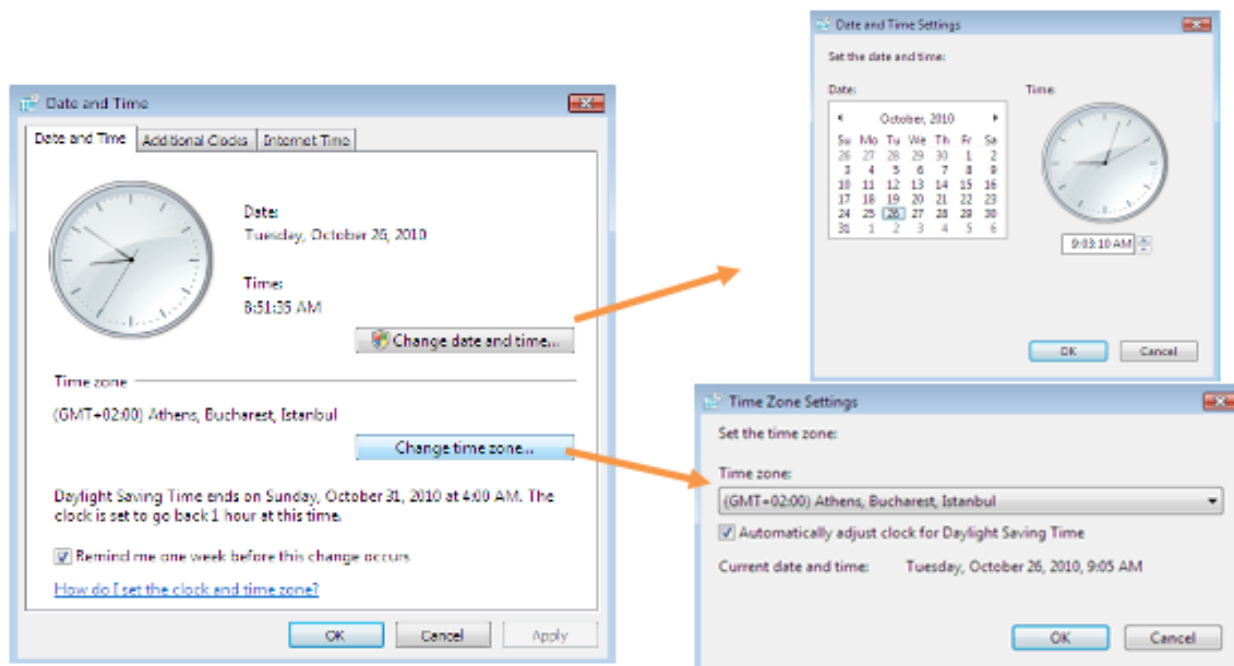 Date and Time
Date and Time
Additional Clocks
Internet Time
Date:
Tuesday, October 26, 2010
Time:
8:51:35 AM
Change date and time...
Time zone
(GMT+02:00) Athens, Bucharest, Istanbul
Change time zone...
Daylight Saving Time ends on Sunday, October 31, 2010 at 4:00 AM. The
clock is set to go back 1 hour at this time.
Remind me one week before this change occurs
How do I set the clock and time zone?
OK
Cancel
Apply
Date and Time Settings
Set the date and time:
Date:
Time:
October, 2010
Su Mo Tu We Th Fr Sa
26 27 28 29 30 1 2
3 4 5 6 7 8 9
10 11 12 13 14 15 16
17 18 19 20 21 22 23
24 25 26 27 28 29 30
31 1 2 3 4 5 6
9:03:10 AM
OK
Cancel
Time Zone Settings
Set the time zone:
Time zone:
(GMT+02:00) Athens, Bucharest, Istanbul
Automatically adjust clock for Daylight Saving Time
Current date and time: Tuesday, October 26, 2010, 9:05 AM
OK
Cancel